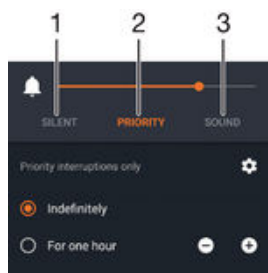 1 2 3
SILENT PRIORITY SOUND
Priority interruptions only
Indefinitely
For one hour